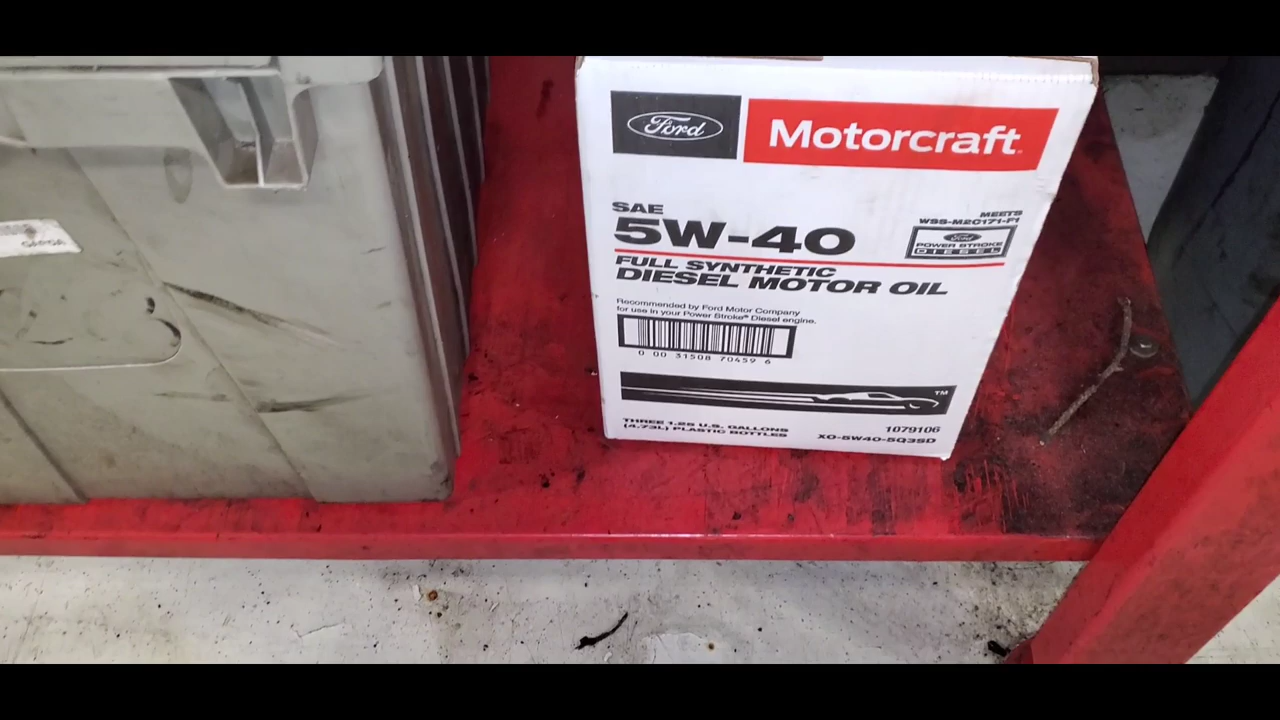 Ford Motorcraft
SAE
5W-40
FULL SYNTHETIC
DIESEL MOTOR OIL
MEETS
WSS-M2C171-F1
Ford
POWER STROKE
DIESEL
Recommended by Ford Motor Company
for use in your Power Stroke® Diesel engine.
0 00 31508 70459 6
TM
THREE 1.25 U.S. GALLONS
(4.73L) PLASTIC BOTTLES
1079106
XO-5W40-5Q3SD